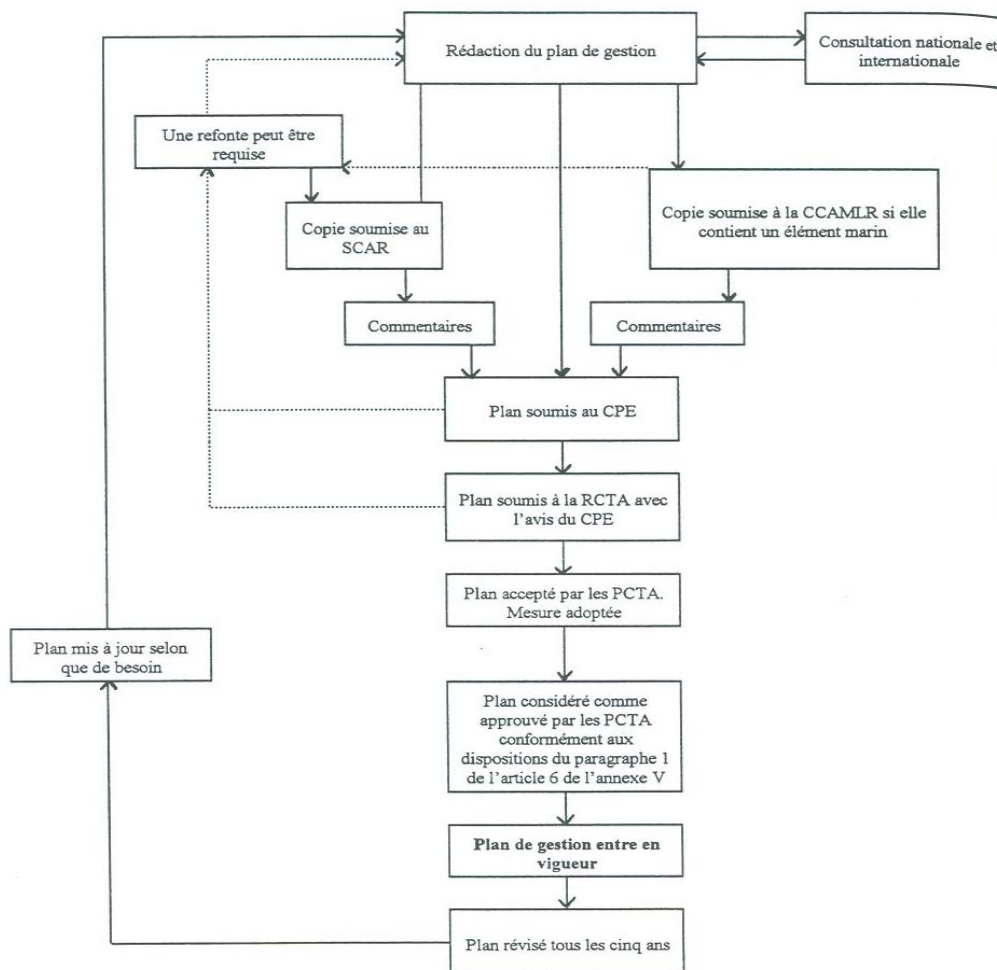 Rédaction du plan de gestion
Consultation nationale et
internationale
Une refonte peut être
requise
Copie soumise au
SCAR
Copie soumise à la CCAMLR si elle
contient un élément marin
Commentaires
Commentaires
Plan soumis au CPE
Plan soumis à la RCTA avec
l’avis du CPE
Plan accepté par les PCTA.
Mesure adoptée
Plan mis à jour selon
que de besoin
Plan considéré comme
approuvé par les PCTA
conformément aux
dispositions du paragraphe 1
de l’article 6 de l’annexe V
Plan de gestion entre en
vigueur
Plan révisé tous les cinq ans